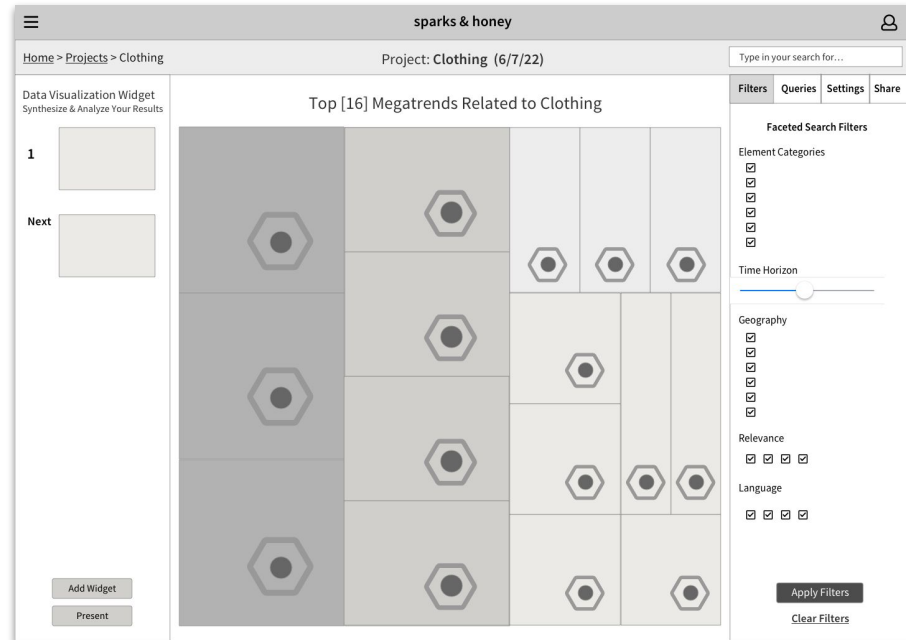 sparks & honey
Home > Projects > Clothing
Project: Clothing (6/7/22)
Type in your search for...
Data Visualization Widget
Synthesize & Analyze Your Results
1
Next
Add Widget
Present
Top [16] Megatrends Related to Clothing
Filters Queries Settings Share
Faceted Search Filters
Element Categories
Time Horizon
Geography
Relevance
Language
Apply Filters
Clear Filters